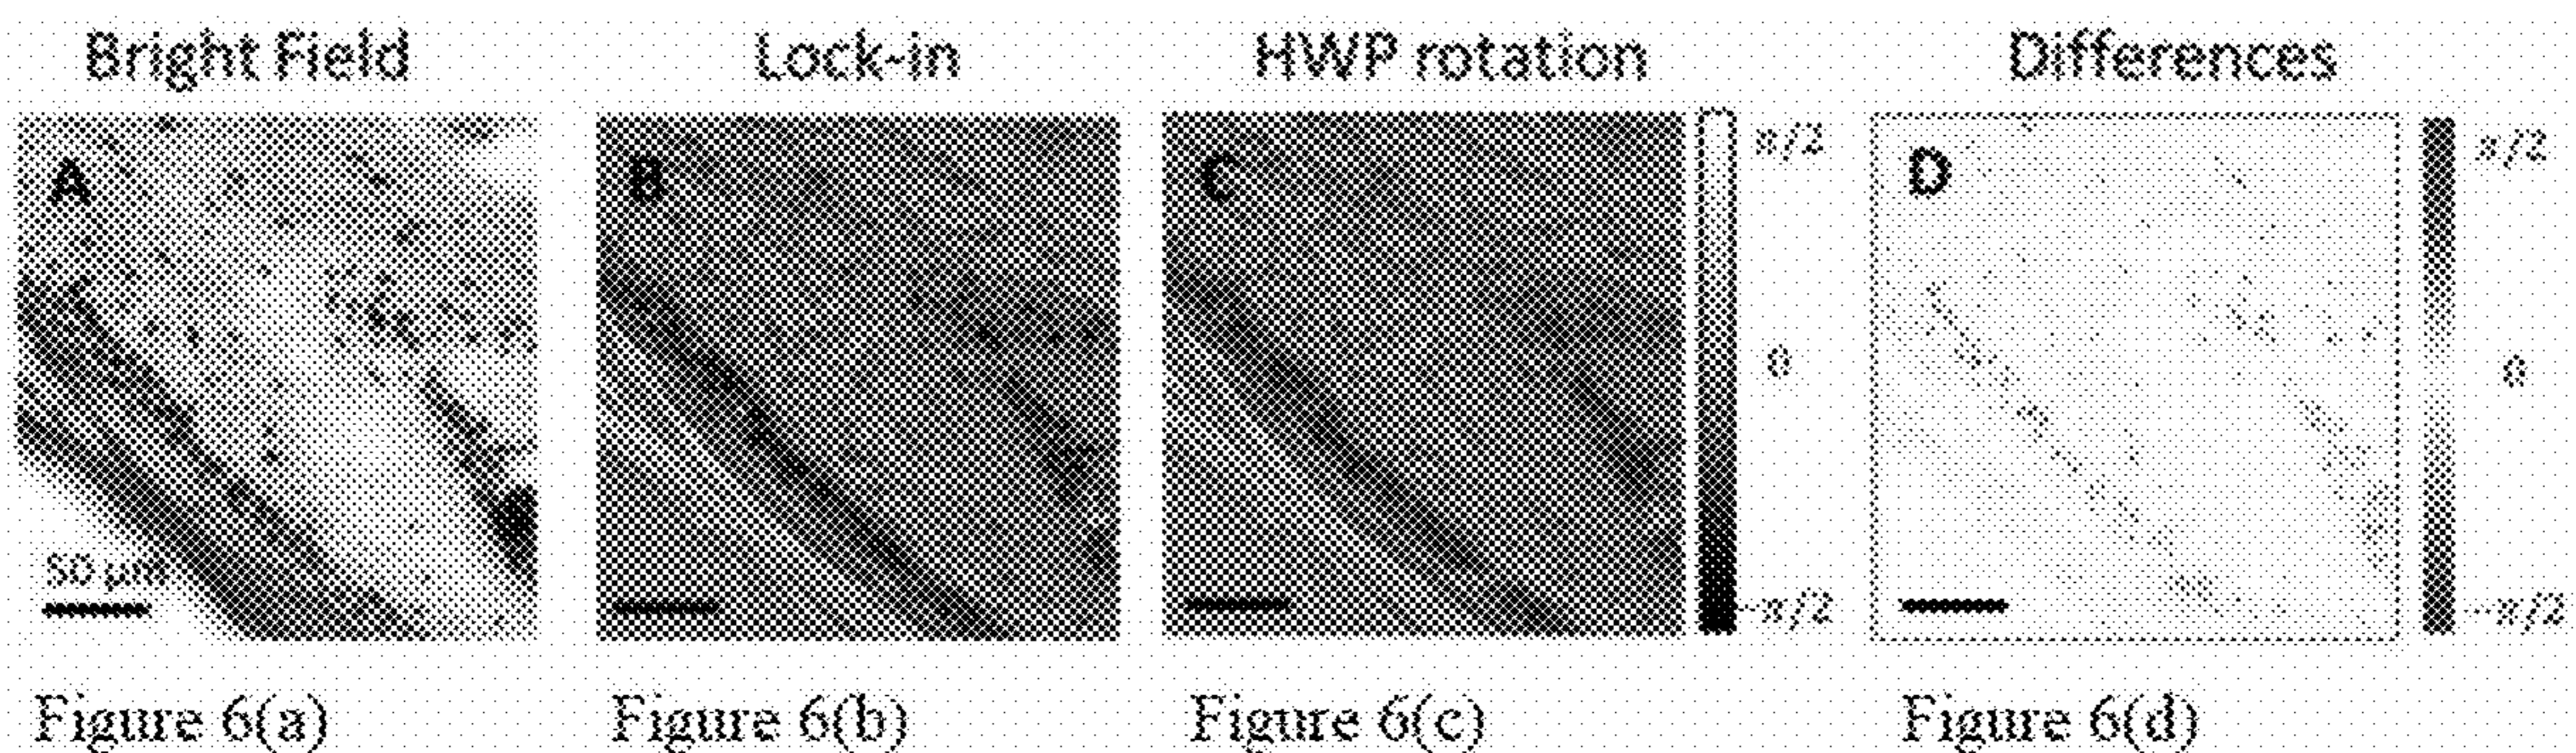 Bright Field
Lock-in
HWP rotation
Differences
A
B
C
D
π/2
0
-π/2
π/2
0
-π/2
50 μm
Figure 6(a)
Figure 6(b)
Figure 6(c)
Figure 6(d)